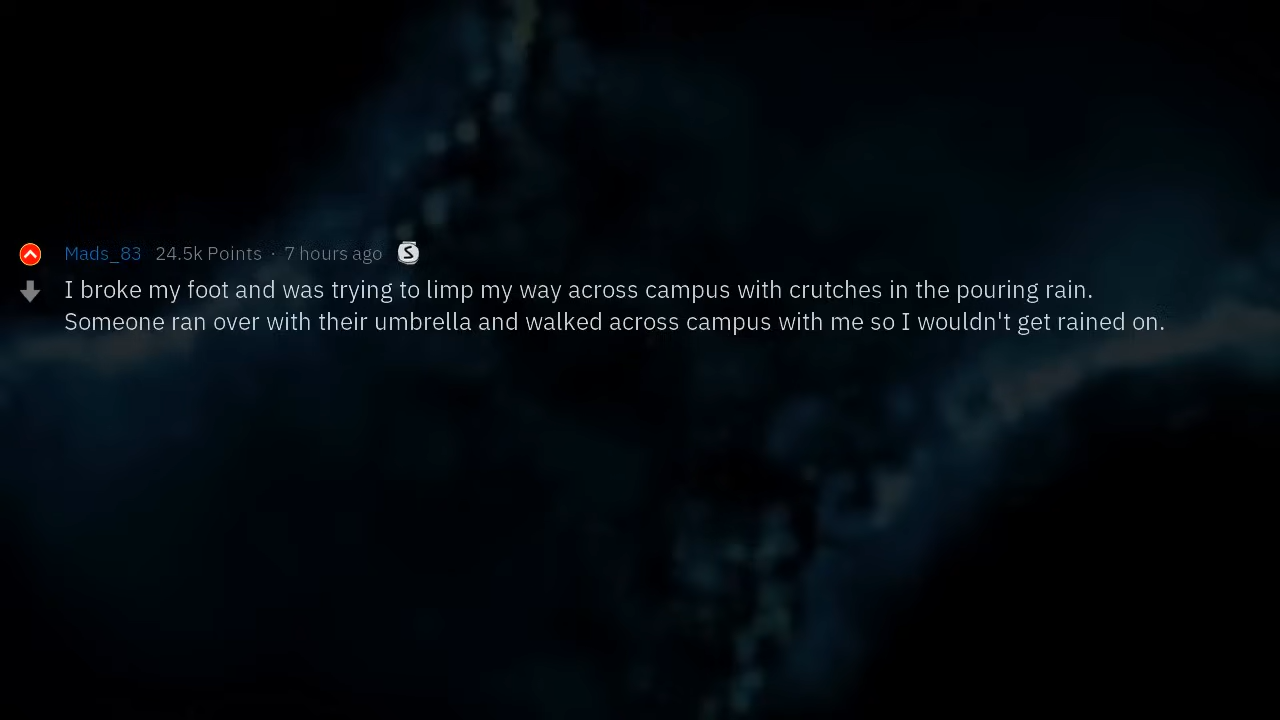 Mads_83 24.5k Points · 7 hours ago S
I broke my foot and was trying to limp my way across campus with crutches in the pouring rain.
Someone ran over with their umbrella and walked across campus with me so I wouldn't get rained on.